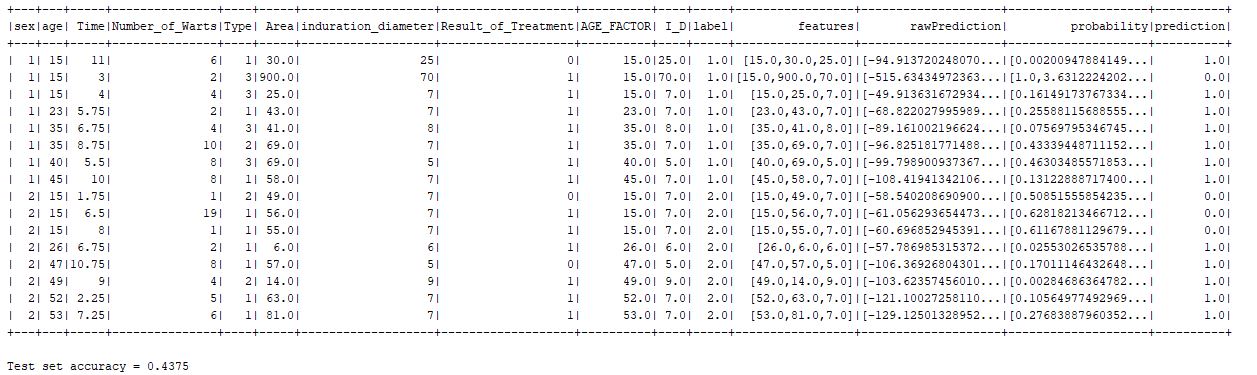 +---+---+-----+---------------+----+-----+-------------------+-------------------+----------+----+-----+-----------------+--------------------+--------------------+----------+
|sex|age| Time|Number_of_Warts|Type| Area|induration_diameter|Result_of_Treatment|AGE_FACTOR| I_D|label|         features|       rawPrediction|         probability|prediction|
+---+---+-----+---------------+----+-----+-------------------+-------------------+----------+----+-----+-----------------+--------------------+--------------------+----------+
|  1| 15|   11|              6|   1| 30.0|                 25|                  0|      15.0|25.0|  1.0| [15.0,30.0,25.0]|[-94.913720248070...|[0.00200947884149...|       1.0|
|  1| 15|    3|              2|   3|900.0|                 70|                  1|      15.0|70.0|  1.0|[15.0,900.0,70.0]|[-515.63434972363...|[1.0,3.6312224202...|       0.0|
|  1| 15|    4|              4|   3| 25.0|                  7|                  1|      15.0| 7.0|  1.0|  [15.0,25.0,7.0]|[-49.913631672934...|[0.16149173767334...|       1.0|
|  1| 23| 5.75|              2|   1| 43.0|                  7|                  1|      23.0| 7.0|  1.0|  [23.0,43.0,7.0]|[-68.822027995989...|[0.25588115688555...|       1.0|
|  1| 35| 6.75|              4|   3| 41.0|                  8|                  1|      35.0| 8.0|  1.0|  [35.0,41.0,8.0]|[-89.161002196624...|[0.07569795346745...|       1.0|
|  1| 35| 8.75|             10|   2| 69.0|                  7|                  1|      35.0| 7.0|  1.0|  [35.0,69.0,7.0]|[-96.825181771488...|[0.43339448711152...|       1.0|
|  1| 40|  5.5|              8|   3| 69.0|                  5|                  1|      40.0| 5.0|  1.0|  [40.0,69.0,5.0]|[-99.798900937367...|[0.46303485571853...|       1.0|
|  1| 45|   10|              8|   1| 58.0|                  7|                  1|      45.0| 7.0|  1.0|  [45.0,58.0,7.0]|[-108.41941342106...|[0.13122888717400...|       1.0|
|  2| 15| 1.75|              1|   2| 49.0|                  7|                  0|      15.0| 7.0|  2.0|  [15.0,49.0,7.0]|[-58.540208690900...|[0.50851555854235...|       0.0|
|  2| 15|  6.5|             19|   1| 56.0|                  7|                  1|      15.0| 7.0|  2.0|  [15.0,56.0,7.0]|[-61.056293654473...|[0.62818213466712...|       0.0|
|  2| 15|    8|              1|   1| 55.0|                  7|                  1|      15.0| 7.0|  2.0|  [15.0,55.0,7.0]|[-60.696852945391...|[0.61167881129679...|       0.0|
|  2| 26| 6.75|              2|   1|  6.0|                  6|                  1|      26.0| 6.0|  2.0|   [26.0,6.0,6.0]|[-57.786985315372...|[0.02553026535788...|       1.0|
|  2| 47|10.75|              8|   1| 57.0|                  5|                  0|      47.0| 5.0|  2.0|  [47.0,57.0,5.0]|[-106.36926804301...|[0.17011146432648...|       1.0|
|  2| 49|    9|              4|   2| 14.0|                  9|                  1|      49.0| 9.0|  2.0|  [49.0,14.0,9.0]|[-103.62357456010...|[0.00284686364782...|       1.0|
|  2| 52| 2.25|              5|   1| 63.0|                  7|                  1|      52.0| 7.0|  2.0|  [52.0,63.0,7.0]|[-121.10027258110...|[0.10564977492969...|       1.0|
|  2| 53| 7.25|              6|   1| 81.0|                  7|                  1|      53.0| 7.0|  2.0|  [53.0,81.0,7.0]|[-129.12501328952...|[0.27683887960352...|       1.0|
+---+---+-----+---------------+----+-----+-------------------+-------------------+----------+----+-----+-----------------+--------------------+--------------------+----------+
Test set accuracy = 0.4375